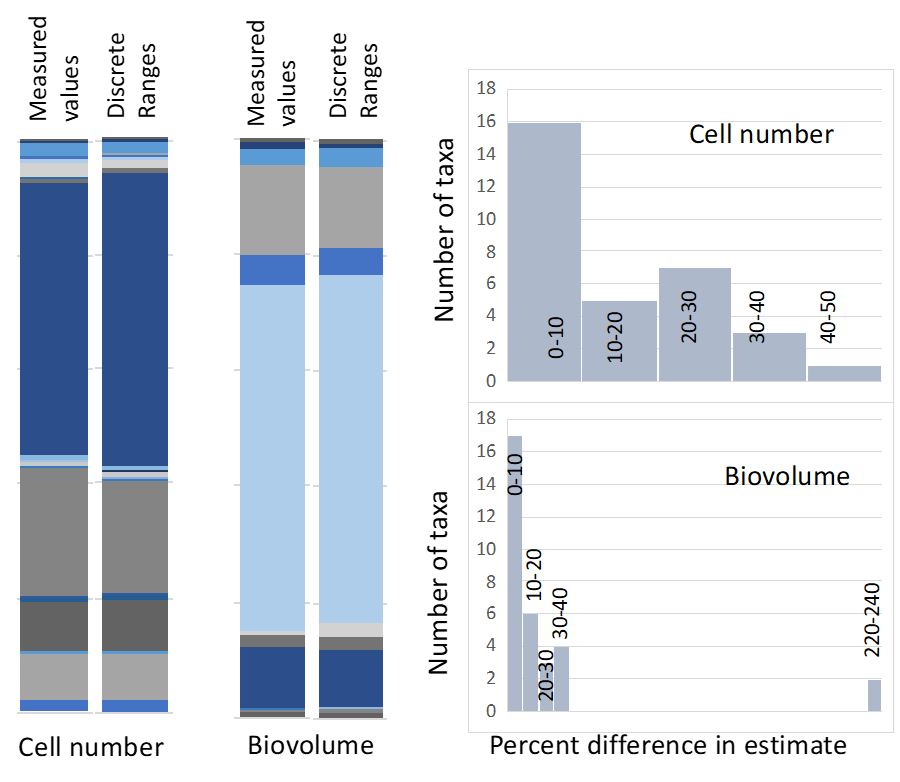 Measured
values
Discrete
Ranges
Measured
values
Discrete
Ranges
Cell number
Biovolume
Number of taxa
18
16
14
12
10
8
6
4
2
0
Cell number
0-10
10-20
20-30
30-40
40-50
Number of taxa
18
16
14
12
10
8
6
4
2
0
Biovolume
0-10
10-20
20-30
30-40
220-240
Percent difference in estimate